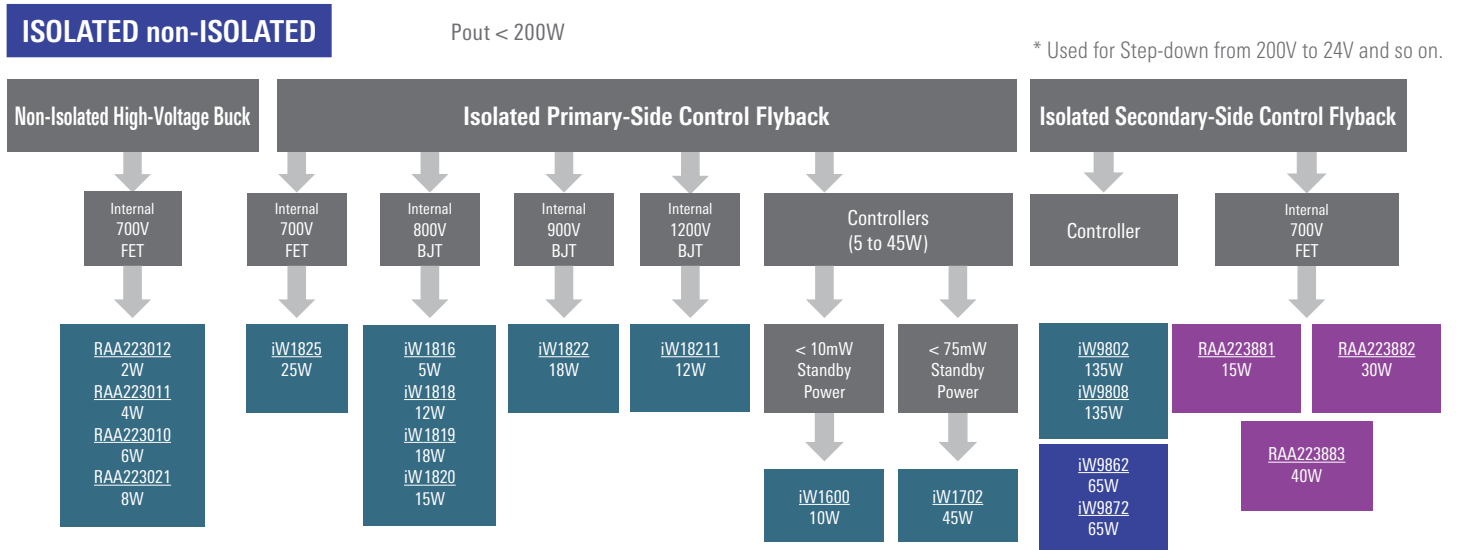 ISOLATED non-ISOLATED
Pout < 200W
* Used for Step-down from 200V to 24V and so on.
Non-Isolated High-Voltage Buck
Isolated Primary-Side Control Flyback
Isolated Secondary-Side Control Flyback
Internal
700V
FET
Internal
700V
FET
Internal
800V
BJT
Internal
900V
BJT
Internal
1200V
BJT
Controllers
(5 to 45W)
Controller
Internal
700V
FET
RAA223012
2W
RAA223011
4W
RAA223010
6W
RAA223021
8W
iW1825
25W
iW1816
5W
iW1818
12W
iW1819
18W
iW1820
15W
iW1822
18W
iW18211
12W
< 10mW
Standby
Power
< 75mW
Standby
Power
iW1600
10W
iW1702
45W
iW9802
135W
iW9808
135W
iW9862
65W
iW9872
65W
RAA223881
15W
RAA223882
30W
RAA223883
40W